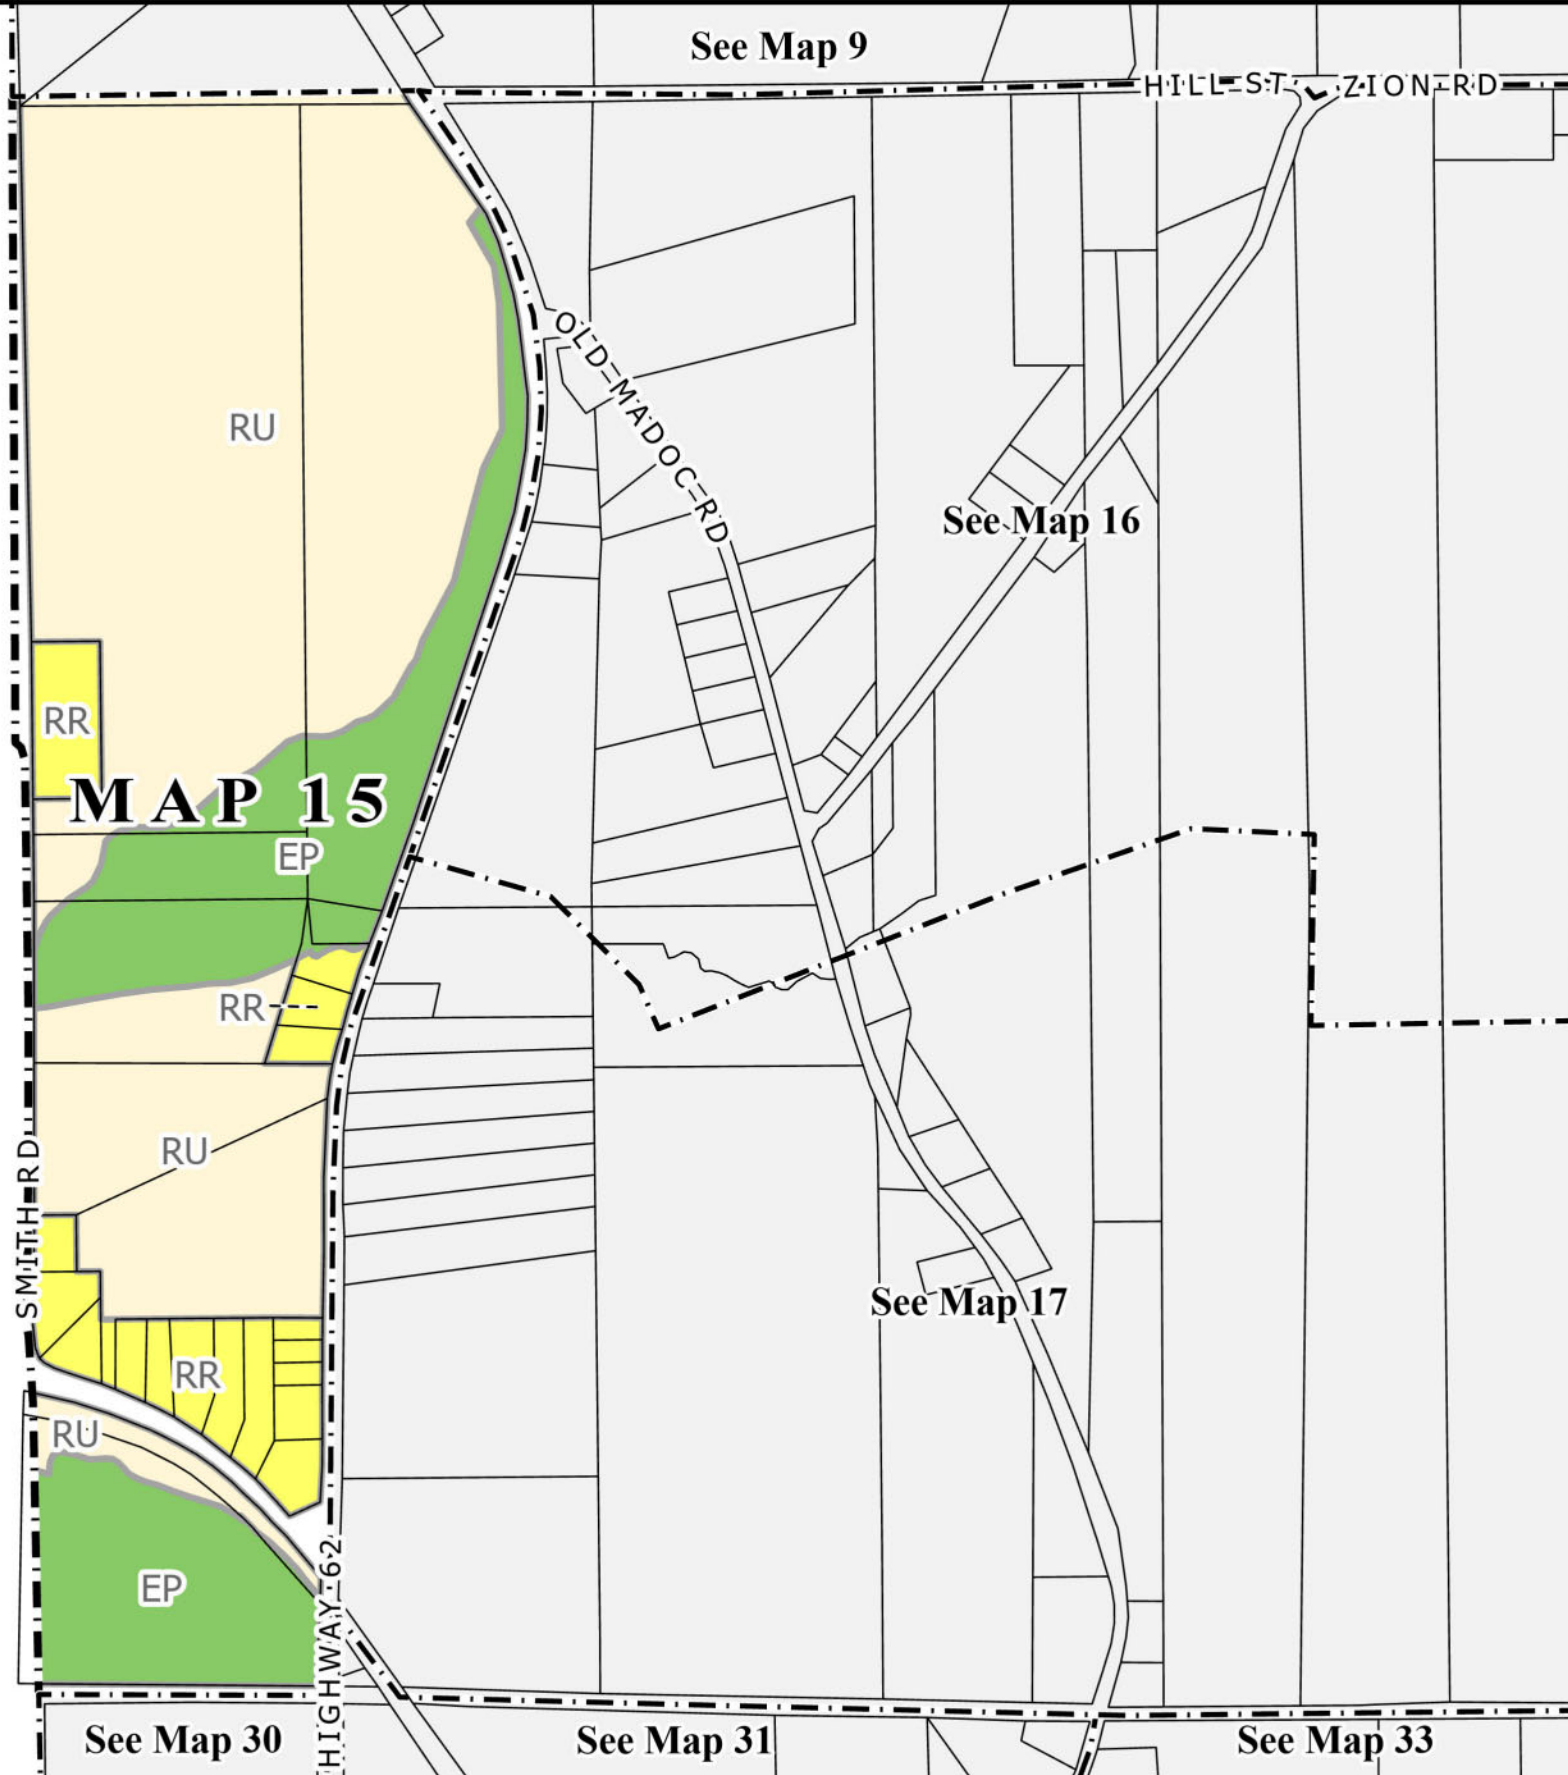 See Map 9
HILL ST
ZION RD
OLD MADOC RD
RU
See Map 16
RR
MAP 15
EP
RR
RU
SMITH RD
See Map 17
RR
RU
EP
HIGHWAY 62
See Map 30
See Map 31
See Map 33